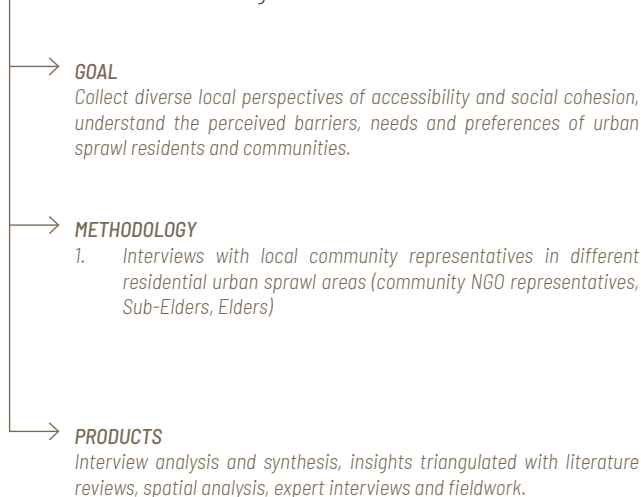 GOAL
Collect diverse local perspectives of accessibility and social cohesion,
understand the perceived barriers, needs and preferences of urban
sprawl residents and communities.
METHODOLOGY
1. Interviews with local community representatives in different
residential urban sprawl areas (community NGO representatives,
Sub-Elders, Elders)
PRODUCTS
Interview analysis and synthesis, insights triangulated with literature
reviews, spatial analysis, expert interviews and fieldwork.